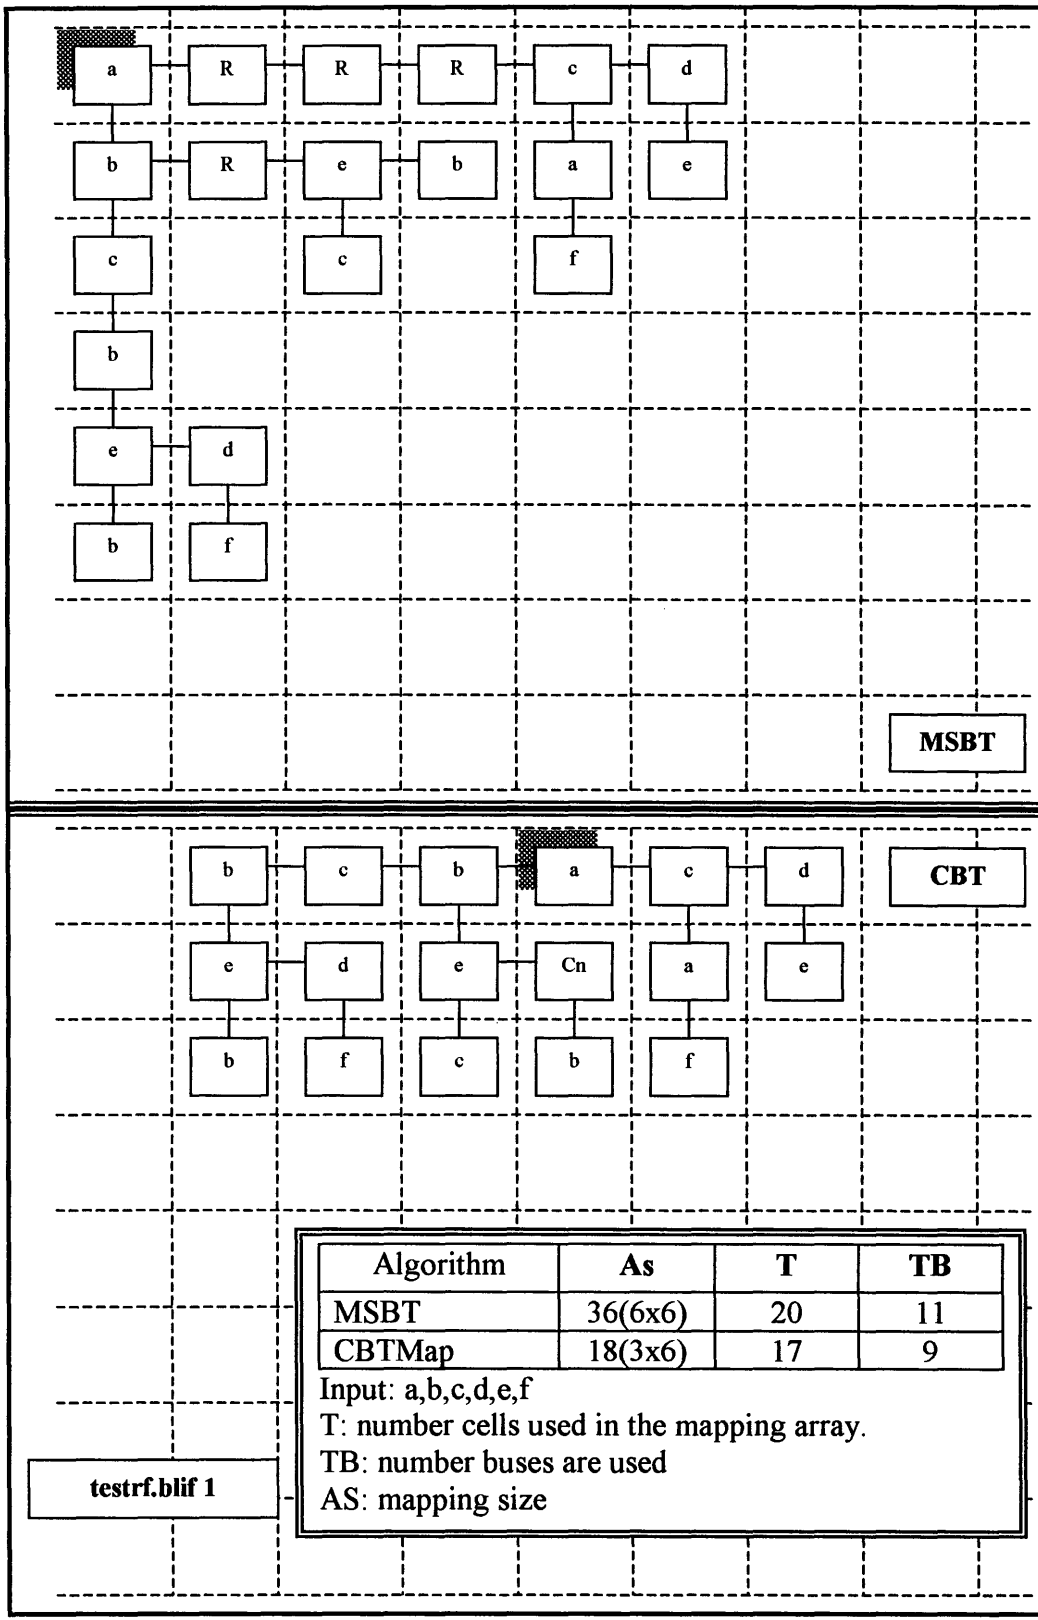 a R R R c d
b R e b a e
c c f
b
e d
b f
MSBT
b c b a c d
CBT
e d e Cn a e
b f c b f
Algorithm As T TB
MSBT 36(6x6) 20 11
CBTMap 18(3x6) 17 9
Input: a,b,c,d,e,f
T: number cells used in the mapping array.
TB: number buses are used
AS: mapping size
testrf.blif 1